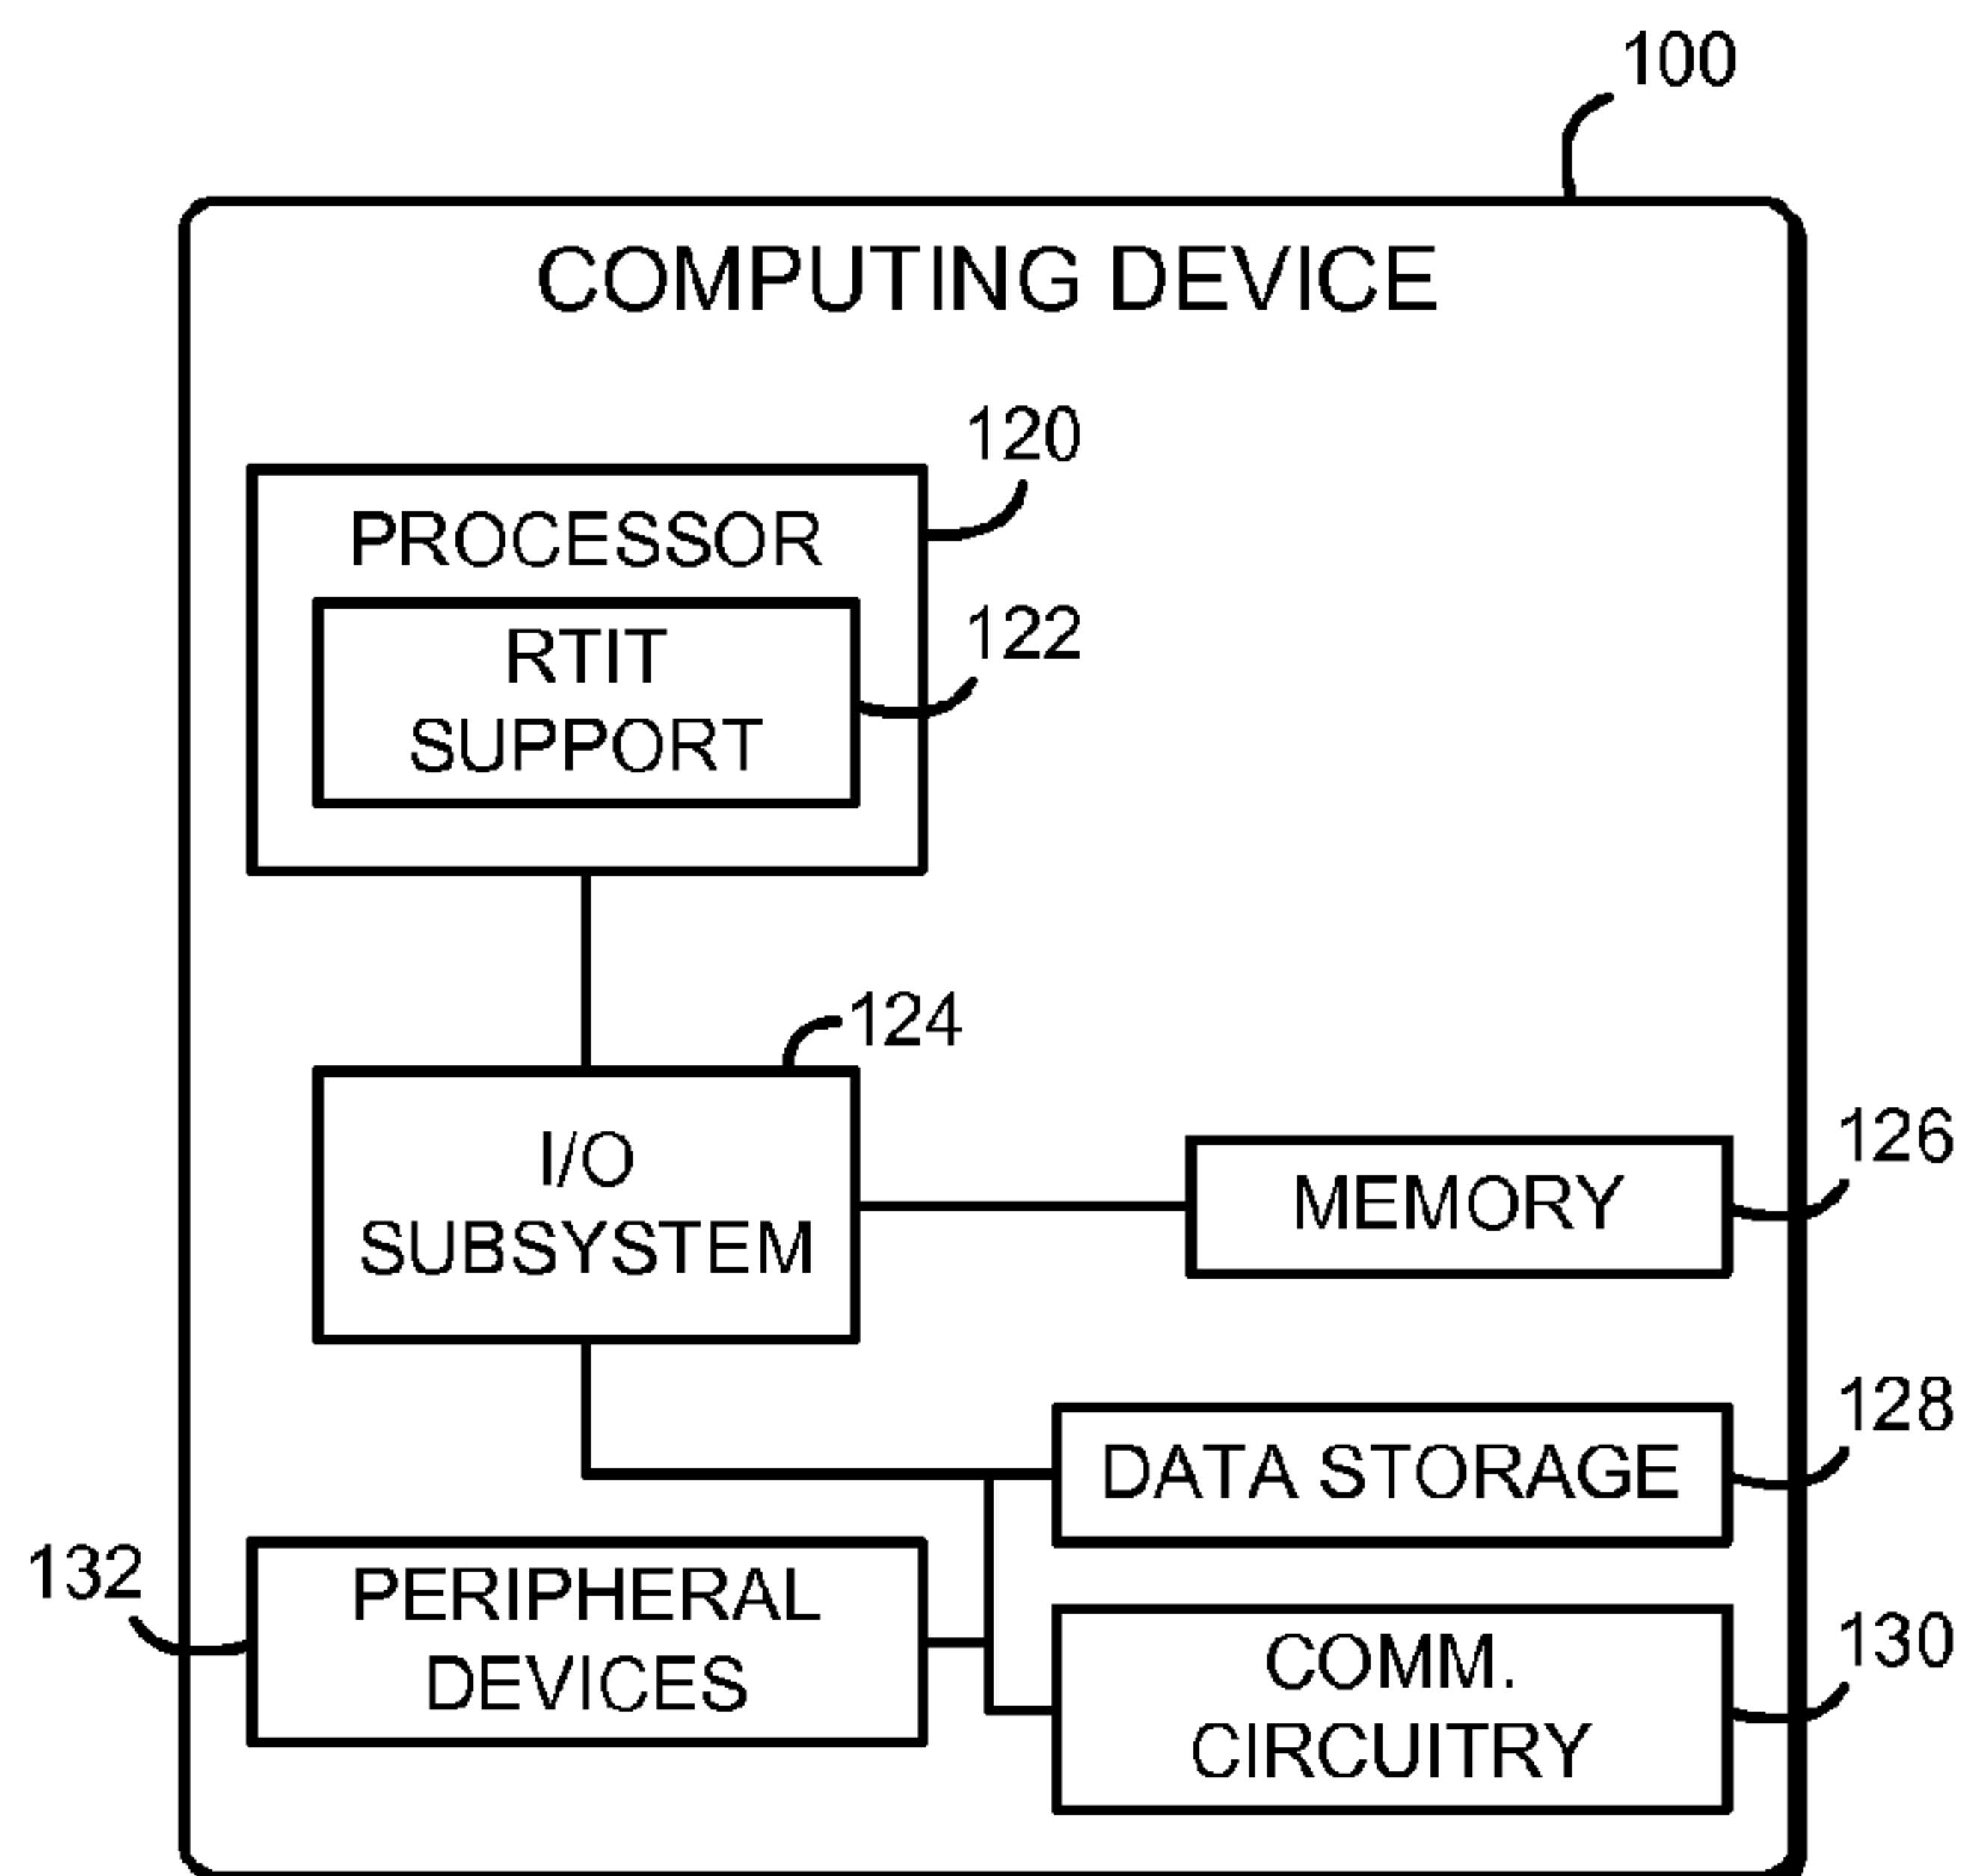 100
COMPUTING DEVICE
120
PROCESSOR
122
RTIT
SUPPORT
124
I/O
SUBSYSTEM
126
MEMORY
128
DATA STORAGE
132
PERIPHERAL
DEVICES
130
COMM.
CIRCUITRY